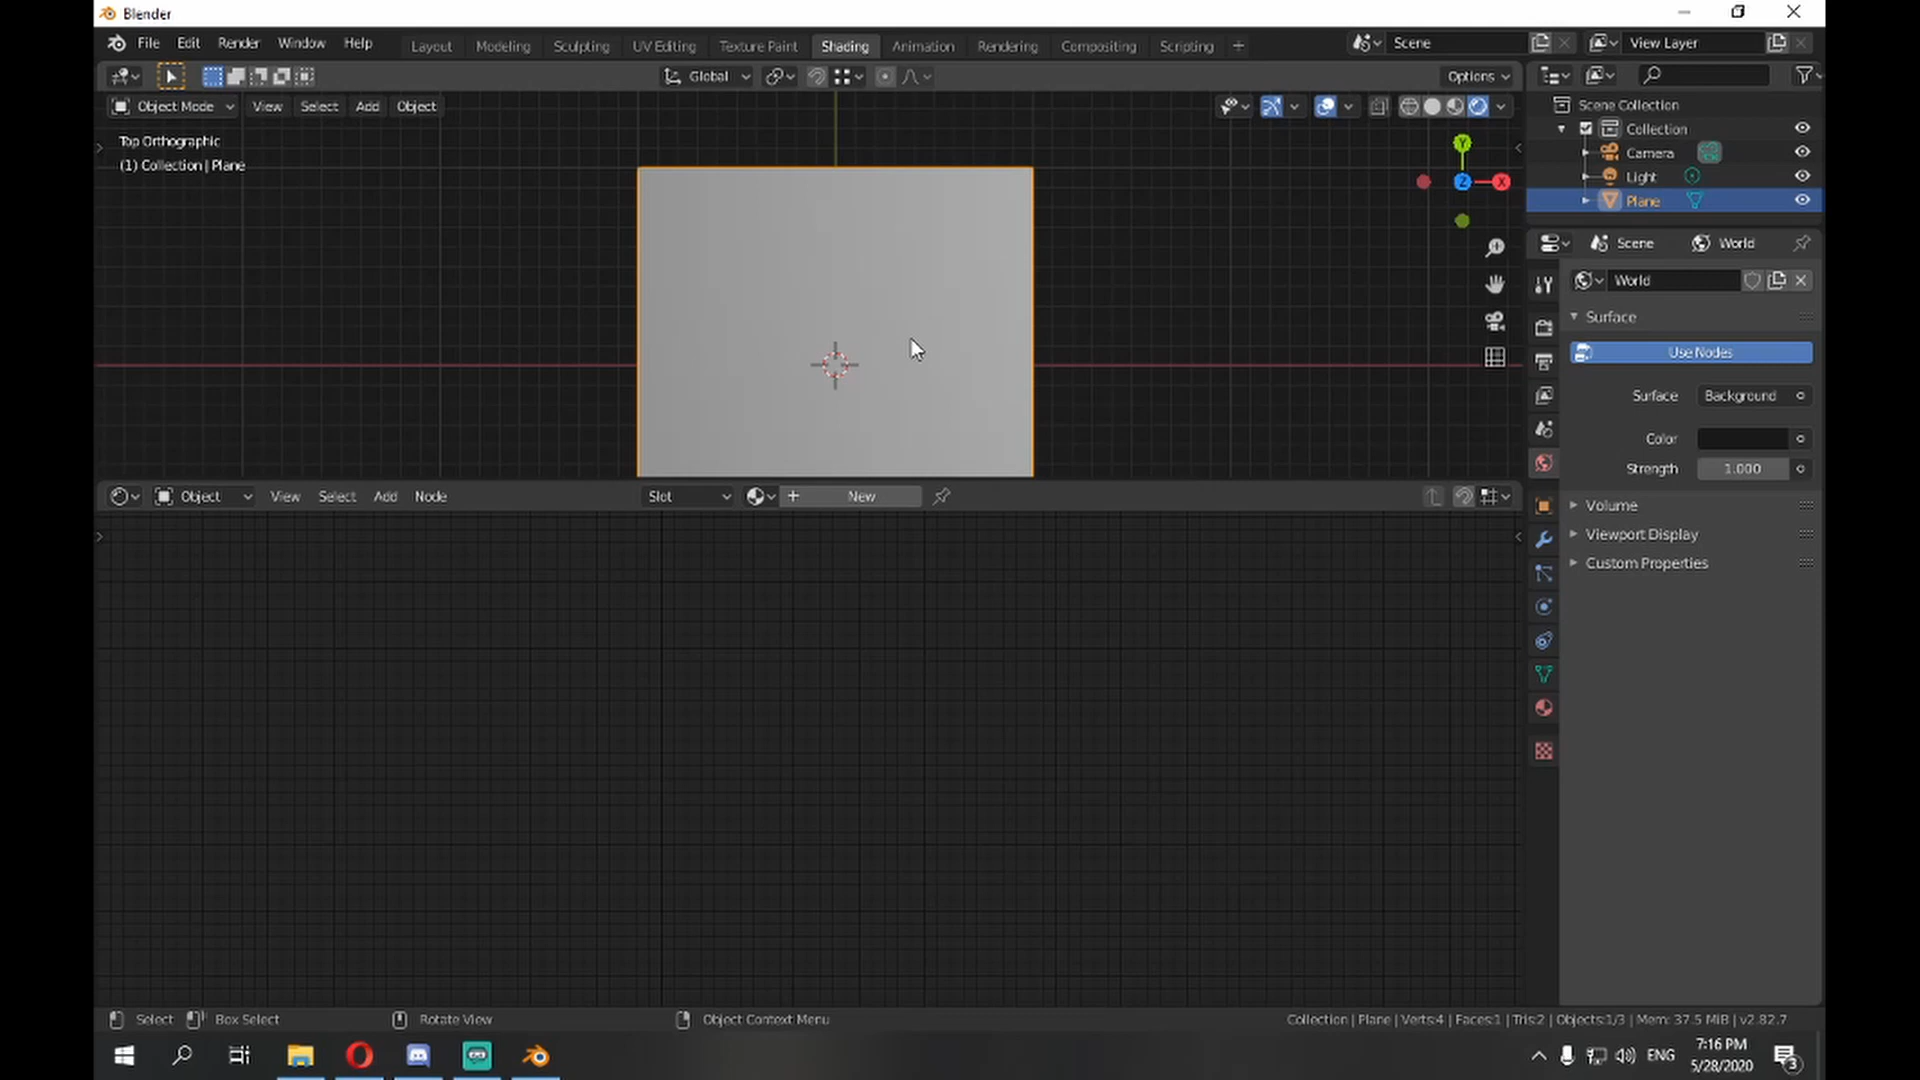 Blender
File Edit Render Window Help Layout Modeling Sculpting UV Editing Texture Paint Shading Animation Rendering Compositing Scripting + Scene View Layer
Global Options
Object Mode View Select Add Object
Top Orthographic
(1) Collection | Plane
Y
Z X
Scene Collection
Collection
Camera
Light
Plane
Scene World
World
Surface
Use Nodes
Surface Background
Color
Strength 1.000
Volume
Viewport Display
Custom Properties
Object View Select Add Node Slot + New
Select Box Select Rotate View Object Context Menu Collection | Plane | Verts:4 | Faces:1 | Tris:2 | Objects:1/3 | Mem: 37.5 MiB | v2.82.7
ENG 7:16 PM
5/28/2020
3